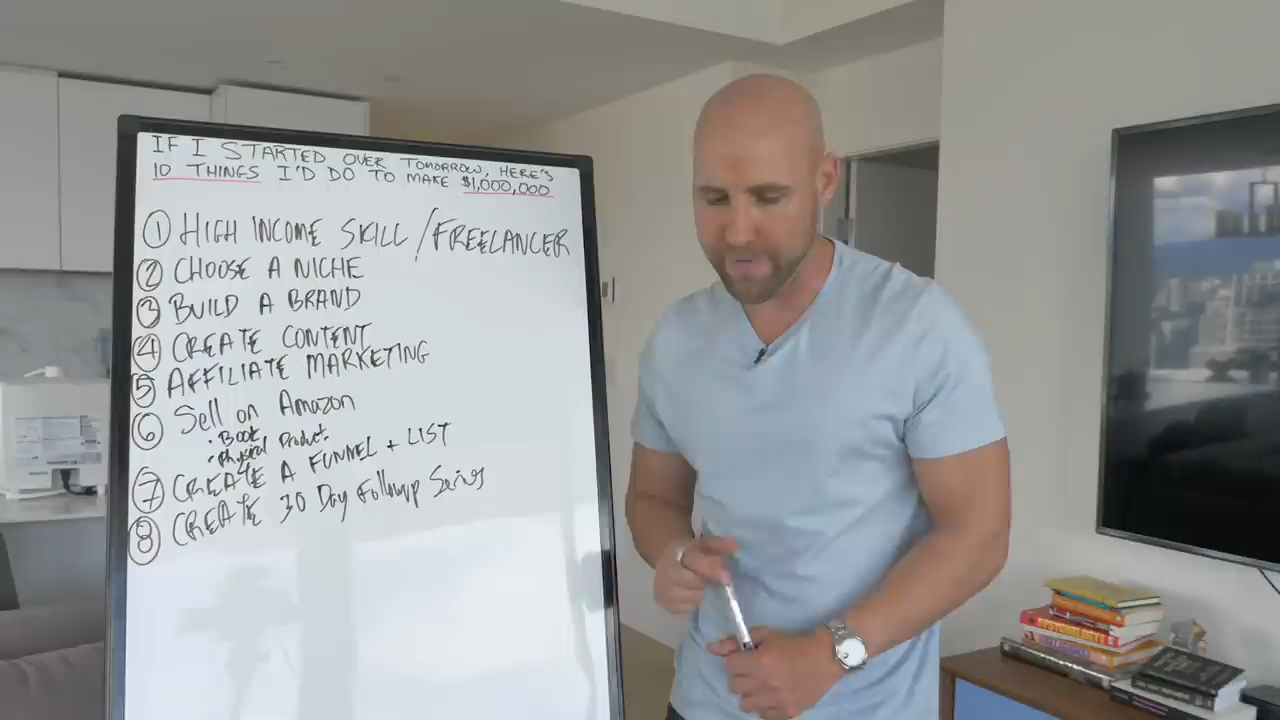 IF I STARTED OVER TOMORROW, HERE'S
10 THINGS I'D DO TO MAKE $1,000,000
① HIGH INCOME SKILL / FREELANCER
② CHOOSE A NICHE
③ BUILD A BRAND
④ CREATE CONTENT
⑤ AFFILIATE MARKETING
⑥ Sell on Amazon
• Book
• Physical Product
⑦ CREATE A FUNNEL + LIST
⑧ CREATE 30 Day Followup Series